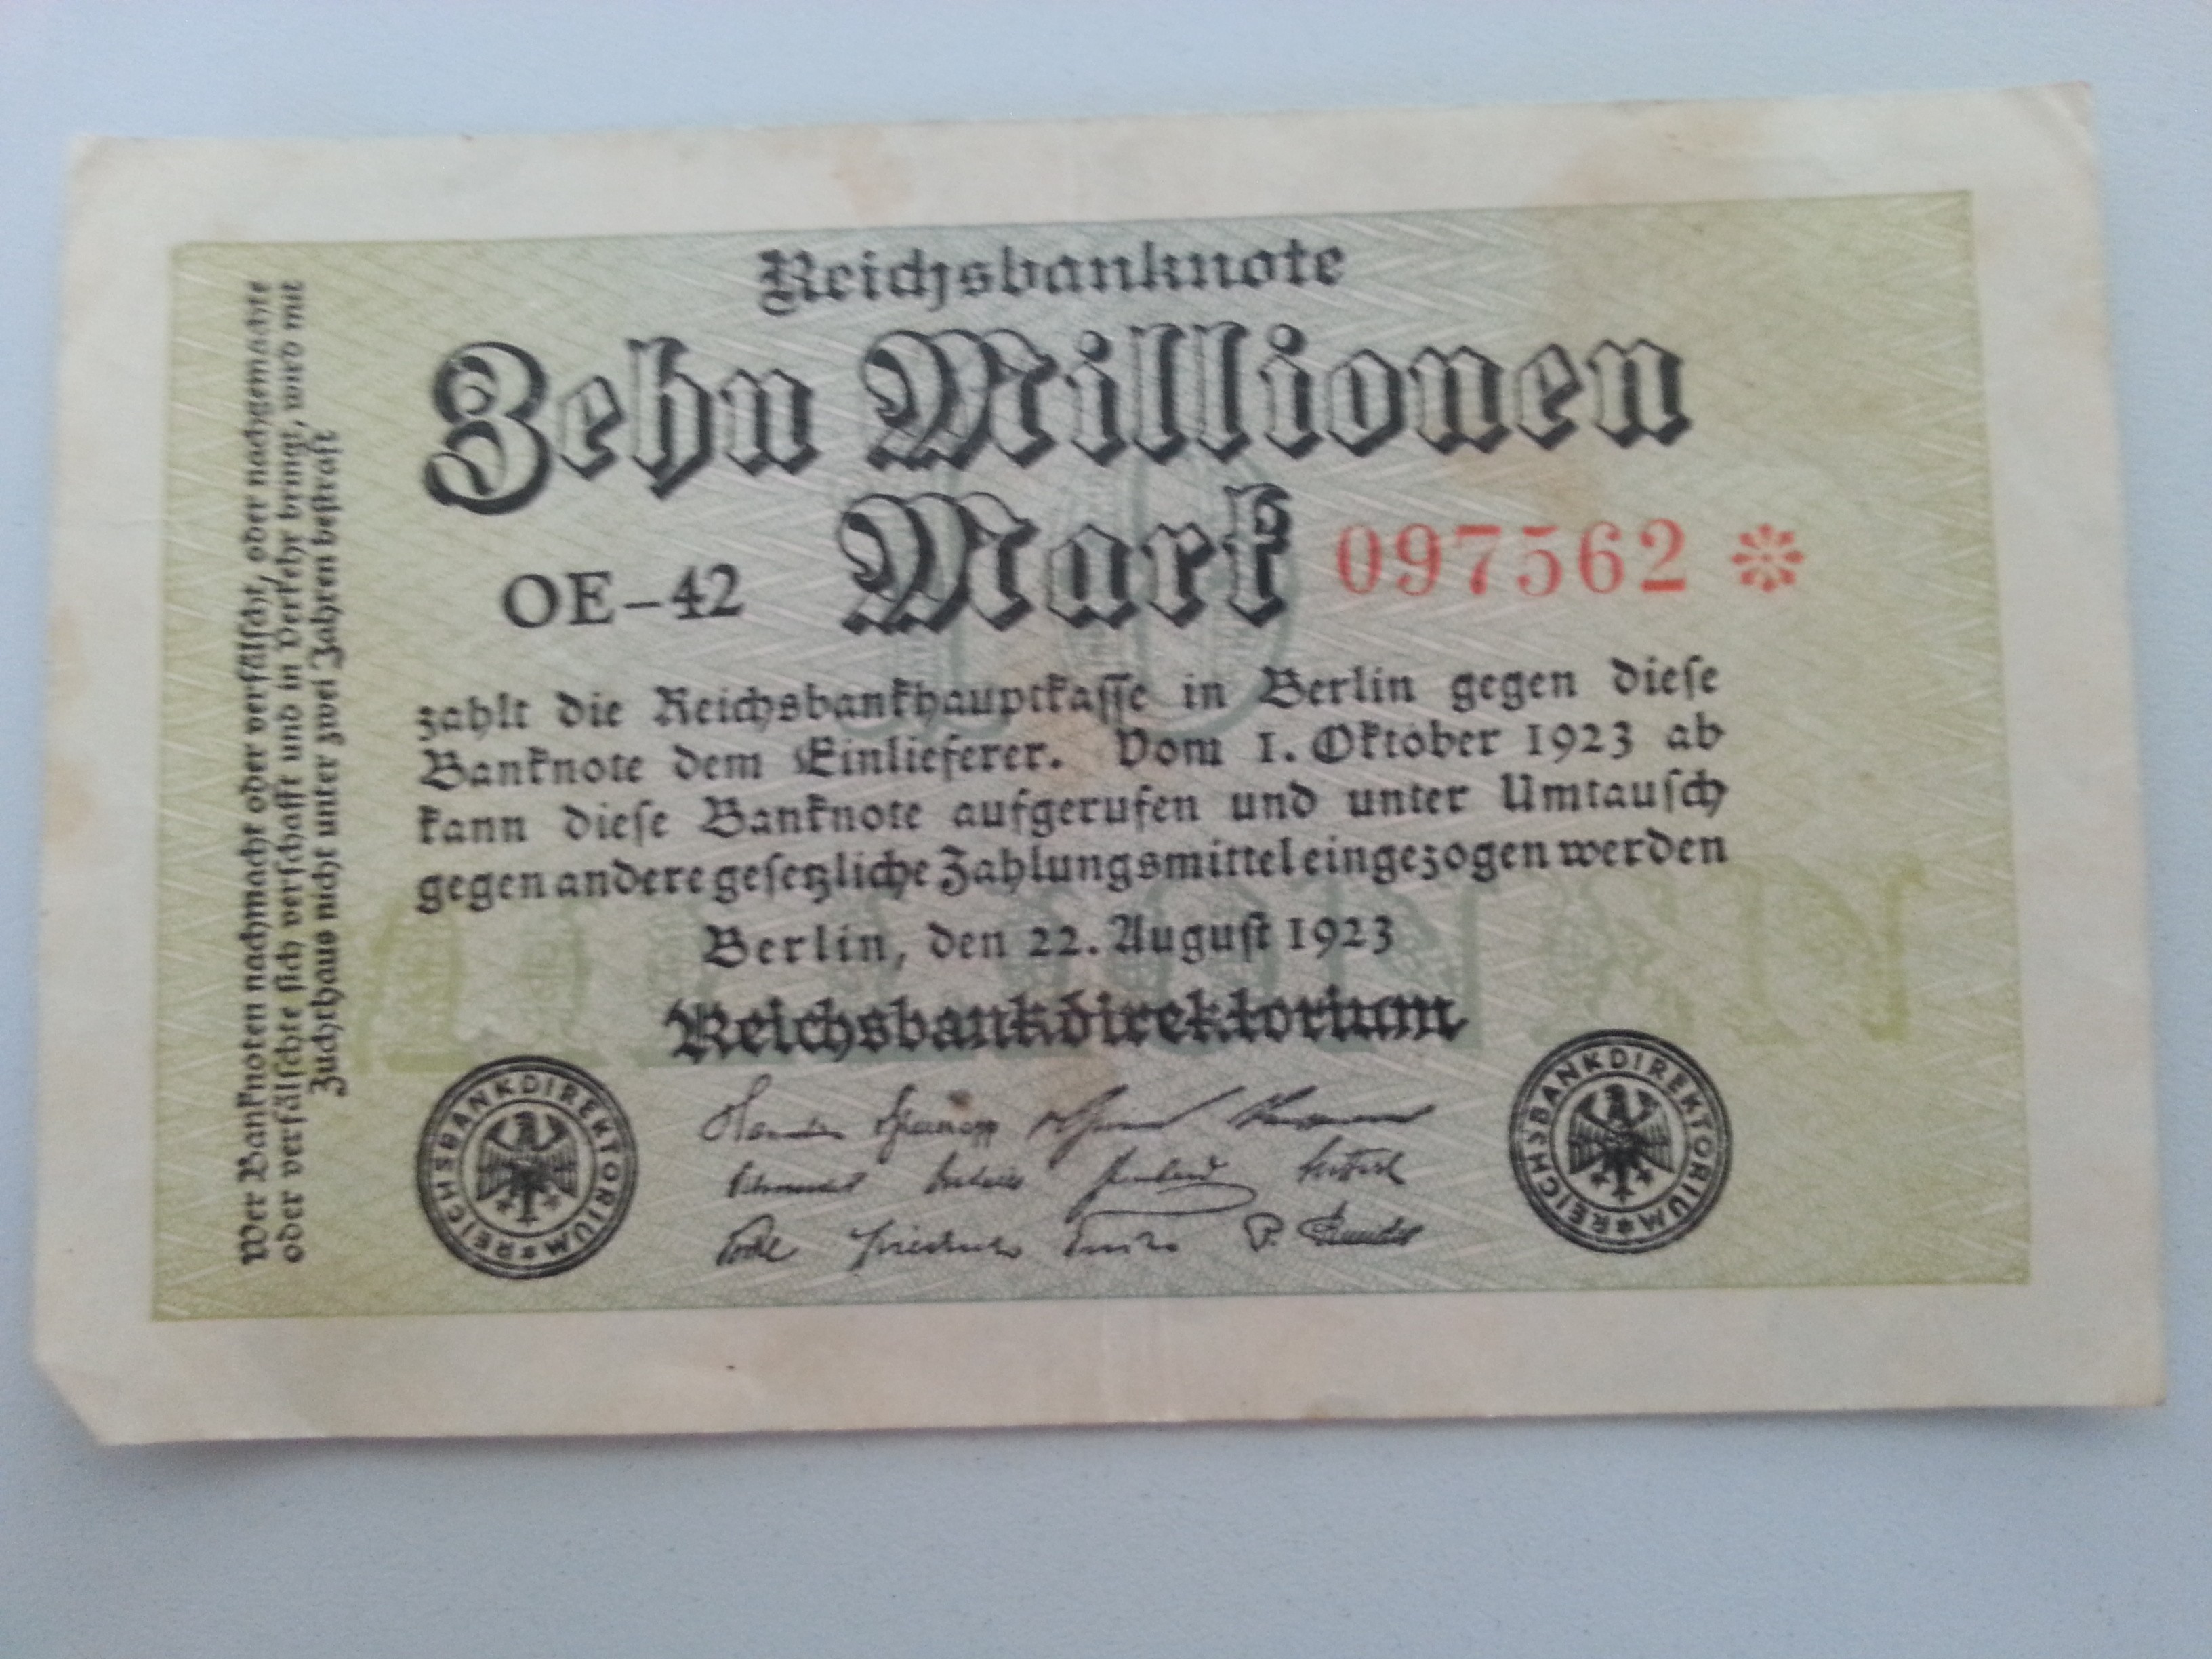 Reichsbanknote
Zehn Millionen
Mark
OE-42
097562
zahlt die Reichsbankhauptkasse in Berlin gegen diese
Banknote dem Einlieferer. Vom 1. Oktober 1923 ab
kann diese Banknote aufgerufen und unter Umtausch
gegen andere gesetzliche Zahlungsmittel eingezogen werden
Berlin, den 22. August 1923
Reichsbankdirektorium
REICHSBANKDIREKTORIUM
REICHSBANKDIREKTORIUM
Wer Banknoten nachmacht oder verfälscht, oder nachgemachte
oder verfälschte sich verschafft und in Verkehr bringt, wird mit
Zuchthaus nicht unter zwei Jahren bestraft
10
MILLIONEN